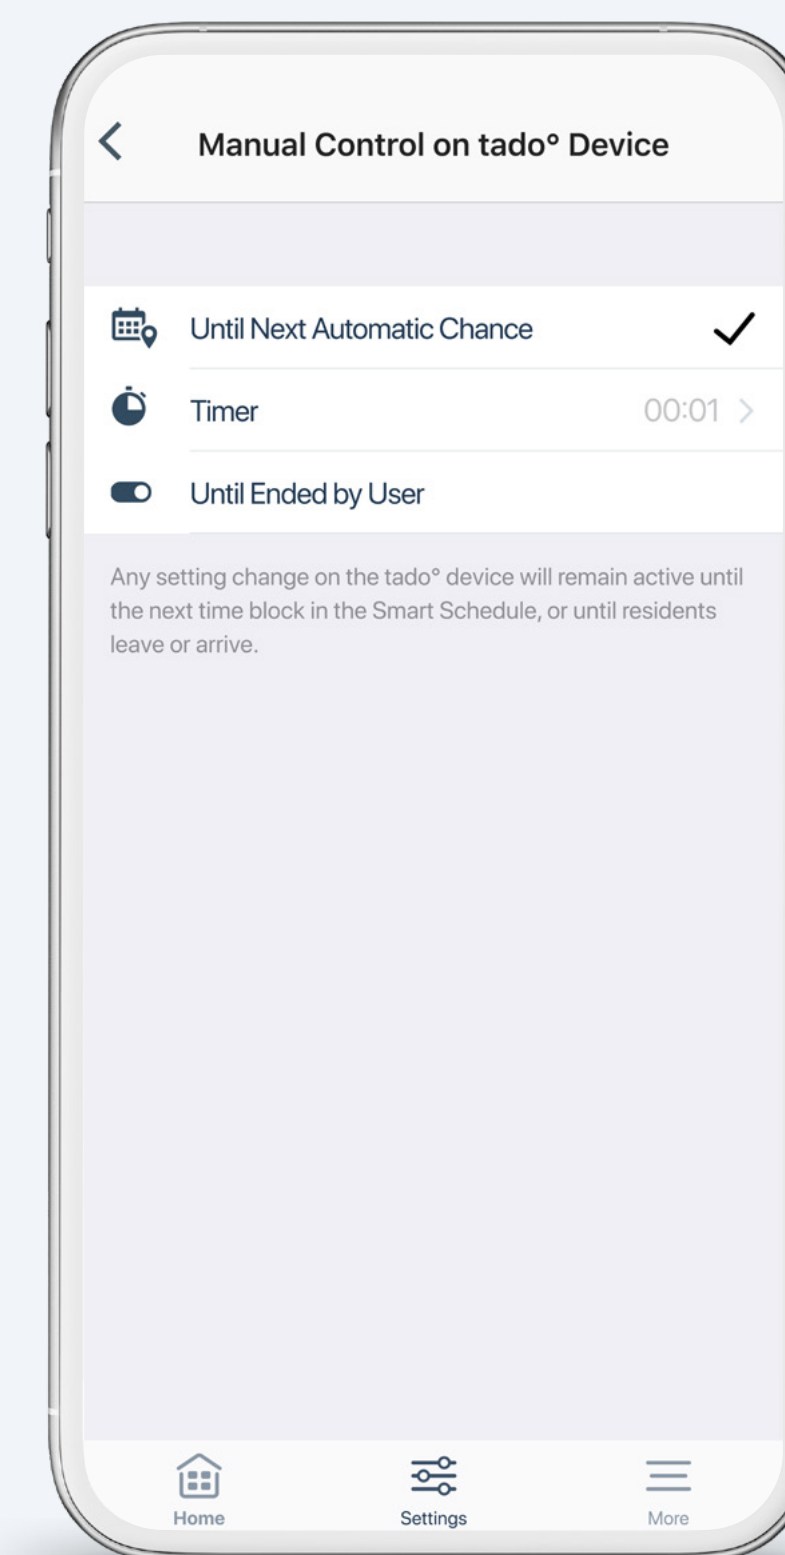 Manual Control on tado° Device
Until Next Automatic Chance
Timer 00:01
Until Ended by User
Any setting change on the tado° device will remain active until
the next time block in the Smart Schedule, or until residents
leave or arrive.
Home Settings More